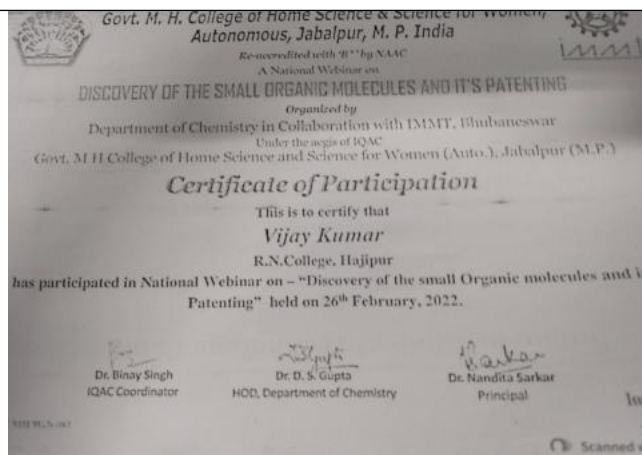 Govt. M. H. College of Home Science & Science for Women,
Autonomous, Jabalpur, M. P. India
Re-accredited with 'B++' by NAAC
A National Webinar on
DISCOVERY OF THE SMALL ORGANIC MOLECULES AND IT'S PATENTING
Organized by
Department of Chemistry in Collaboration with IMMT, Bhubaneswar
Under the aegis of IQAC
Govt. M H College of Home Science and Science for Women (Auto.), Jabalpur (M.P.)
Certificate of Participation
This is to certify that
Vijay Kumar
R.N.College, Hajipur
has participated in National Webinar on – “Discovery of the small Organic molecules and i
Patenting” held on 26th February, 2022.
Dr. Binay Singh
IQAC Coordinator
Dr. D. S. Gupta
HOD, Department of Chemistry
Dr. Nandita Sarkar
Principal
Scanned